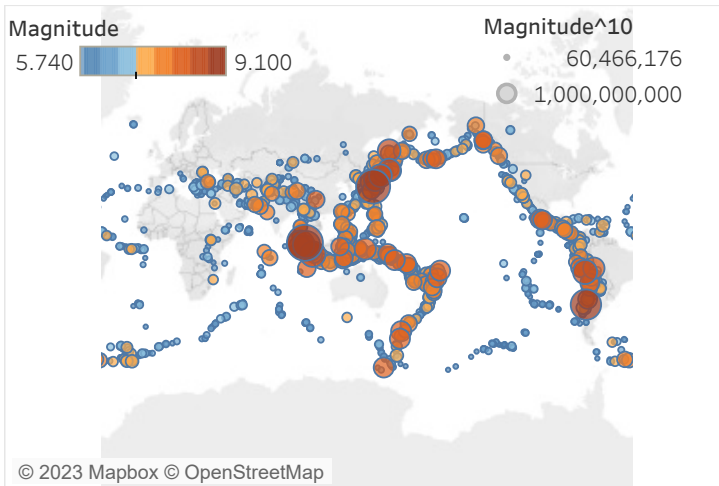 Magnitude
5.740 9.100
Magnitude^10
60,466,176
1,000,000,000
© 2023 Mapbox © OpenStreetMap